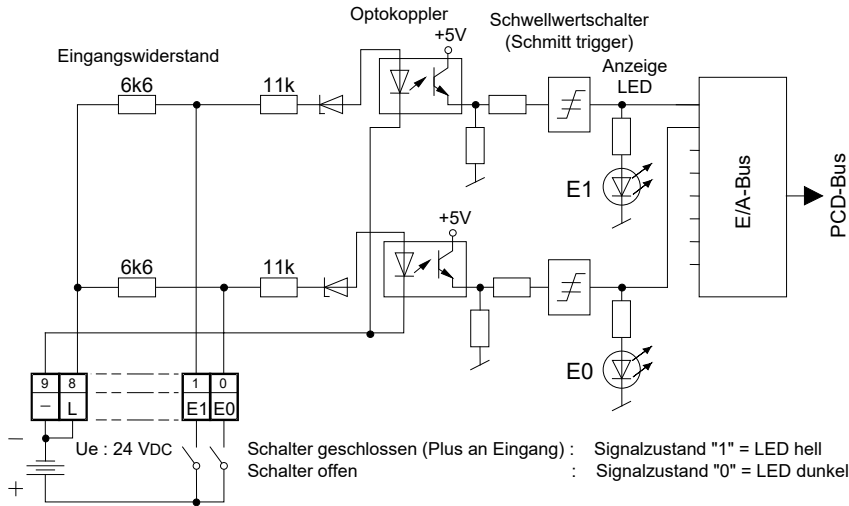 Optokoppler
Schwellwertschalter
(Schmitt trigger)
+5V
Eingangswiderstand
Anzeige
LED
6k6
11k
E1
E/A-Bus
PCD-Bus
+5V
6k6
11k
E0
9 8 1 0
– L E1 E0
–
Ue : 24 VDC
+
Schalter geschlossen (Plus an Eingang) : Signalzustand "1" = LED hell
Schalter offen : Signalzustand "0" = LED dunkel